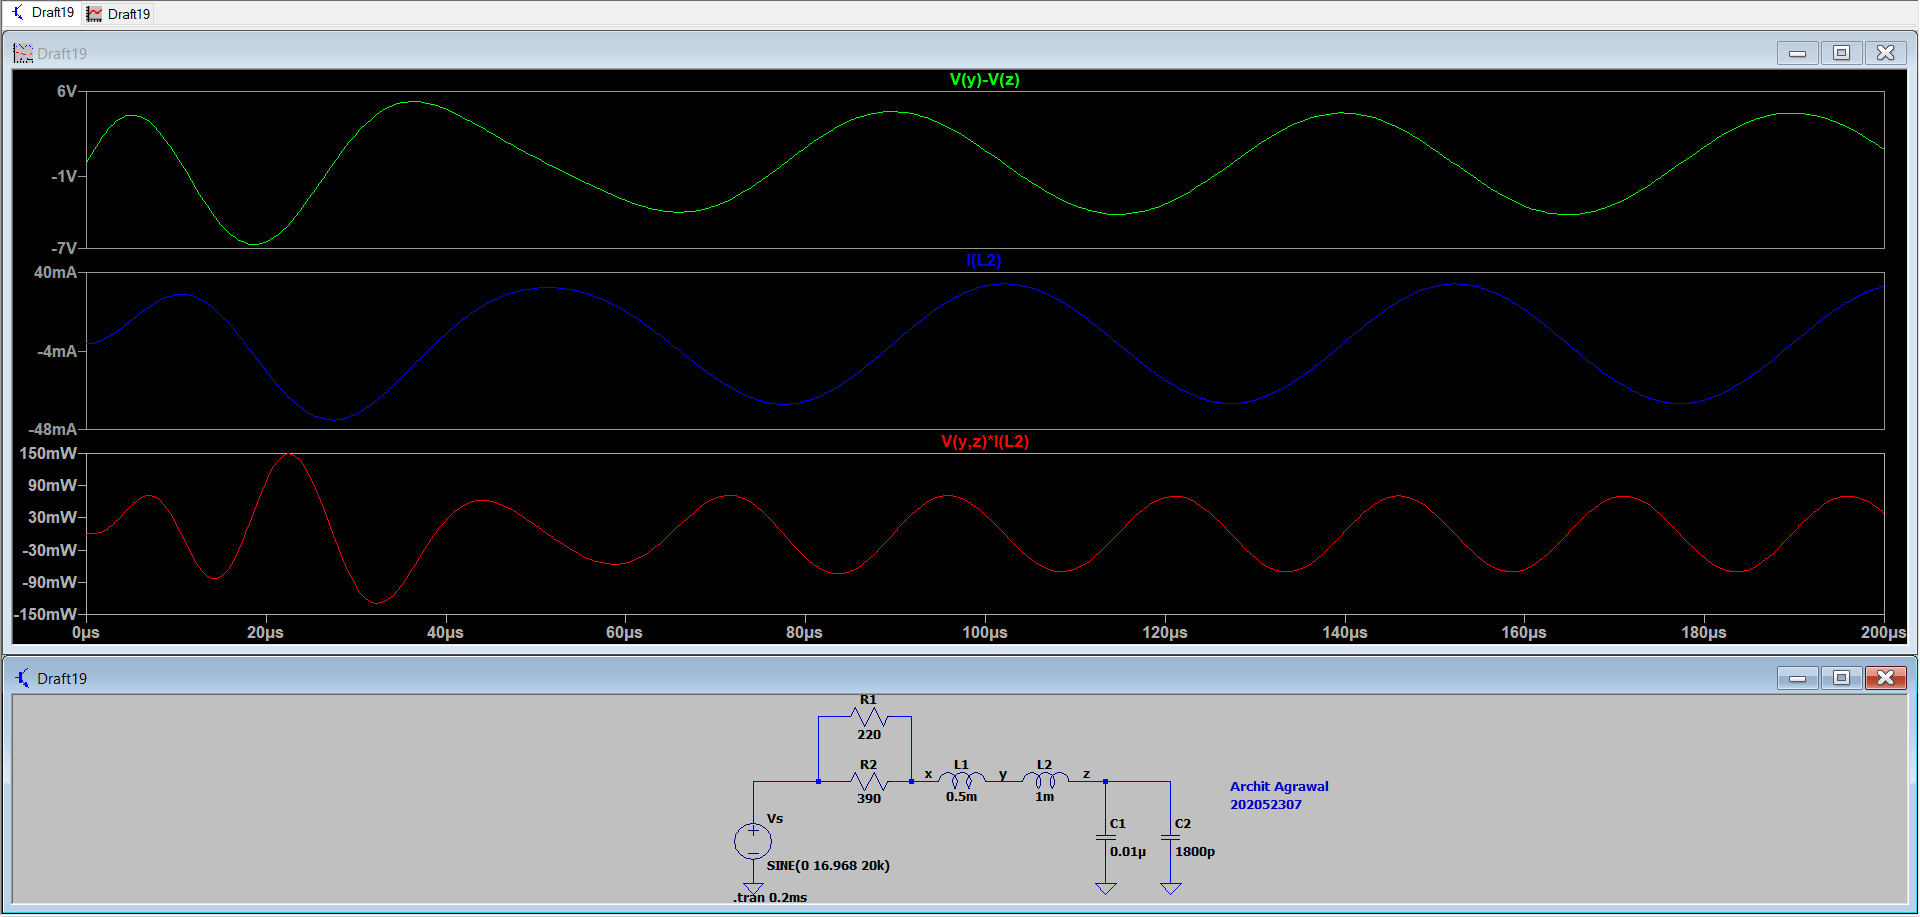 Draft19 Draft19
Draft19
V(y)-V(z)
6V
-1V
-7V
I(L2)
40mA
-4mA
-48mA
V(y,z)*I(L2)
150mW
90mW
30mW
-30mW
-90mW
-150mW
0µs 20µs 40µs 60µs 80µs 100µs 120µs 140µs 160µs 180µs 200µs
Draft19
R1
220
R2
390
x
L1
0.5m
y
L2
1m
z
Archit Agrawal
202052307
Vs
SINE(0 16.968 20k)
C1
0.01µ
C2
1800p
.tran 0.2ms